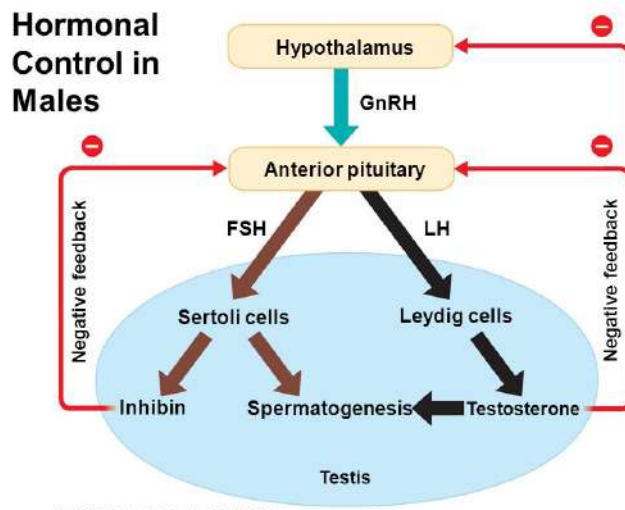 Hormonal
Control in
Males
Hypothalamus
GnRH
Anterior pituitary
FSH
LH
Negative feedback
Negative feedback
Sertoli cells
Leydig cells
Inhibin
Spermatogenesis
Testosterone
Testis